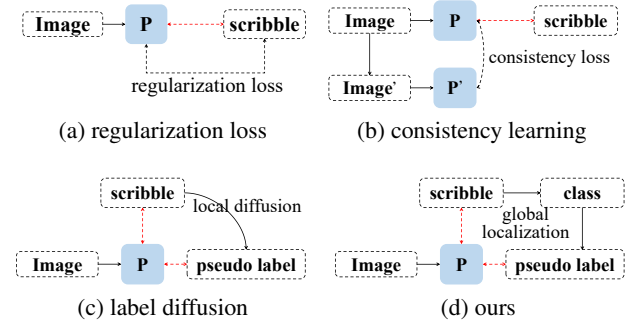 Image P scribble
regularization loss
(a) regularization loss
Image P scribble
consistency loss
Image' P'
(b) consistency learning
scribble
local diffusion
Image P pseudo label
(c) label diffusion
scribble class
global
localization
Image P pseudo label
(d) ours